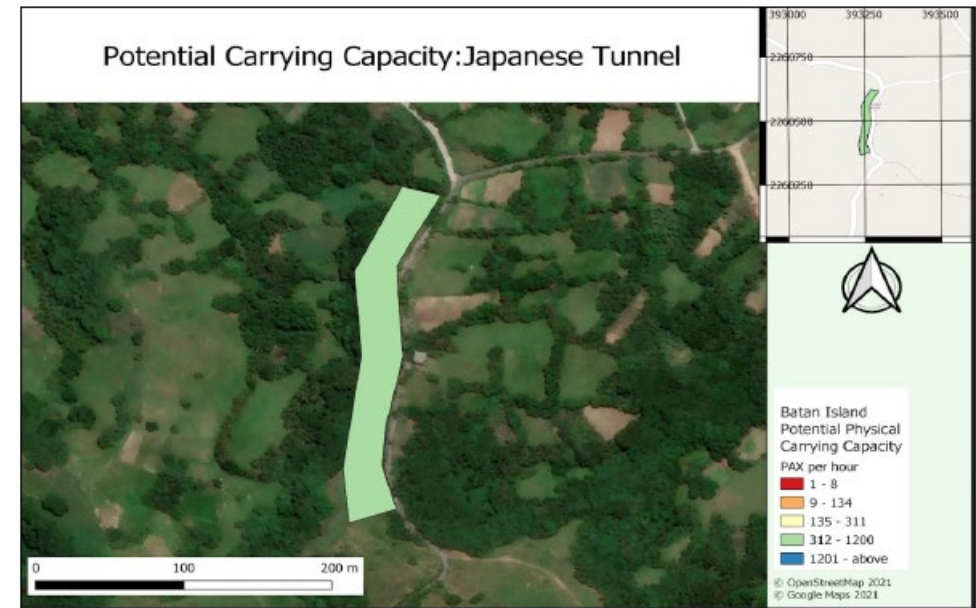 Potential Carrying Capacity:Japanese Tunnel
393000 393250 393500
2260750
2260500
2260250
Batan Island
Potential Physical
Carrying Capacity
PAX per hour
1 - 8
9 - 134
135 - 311
312 - 1200
1201 - above
© OpenStreetMap 2021
© Google Maps 2021
0 100 200 m